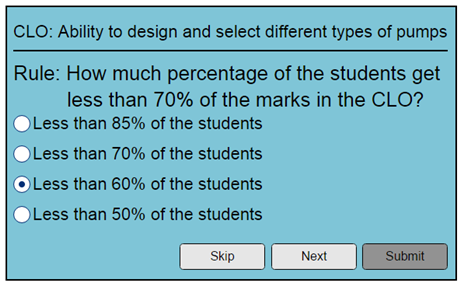 CLO: Ability to design and select different types of pumps
Rule: How much percentage of the students get
less than 70% of the marks in the CLO?
Less than 85% of the students
Less than 70% of the students
Less than 60% of the students
Less than 50% of the students
Skip Next Submit